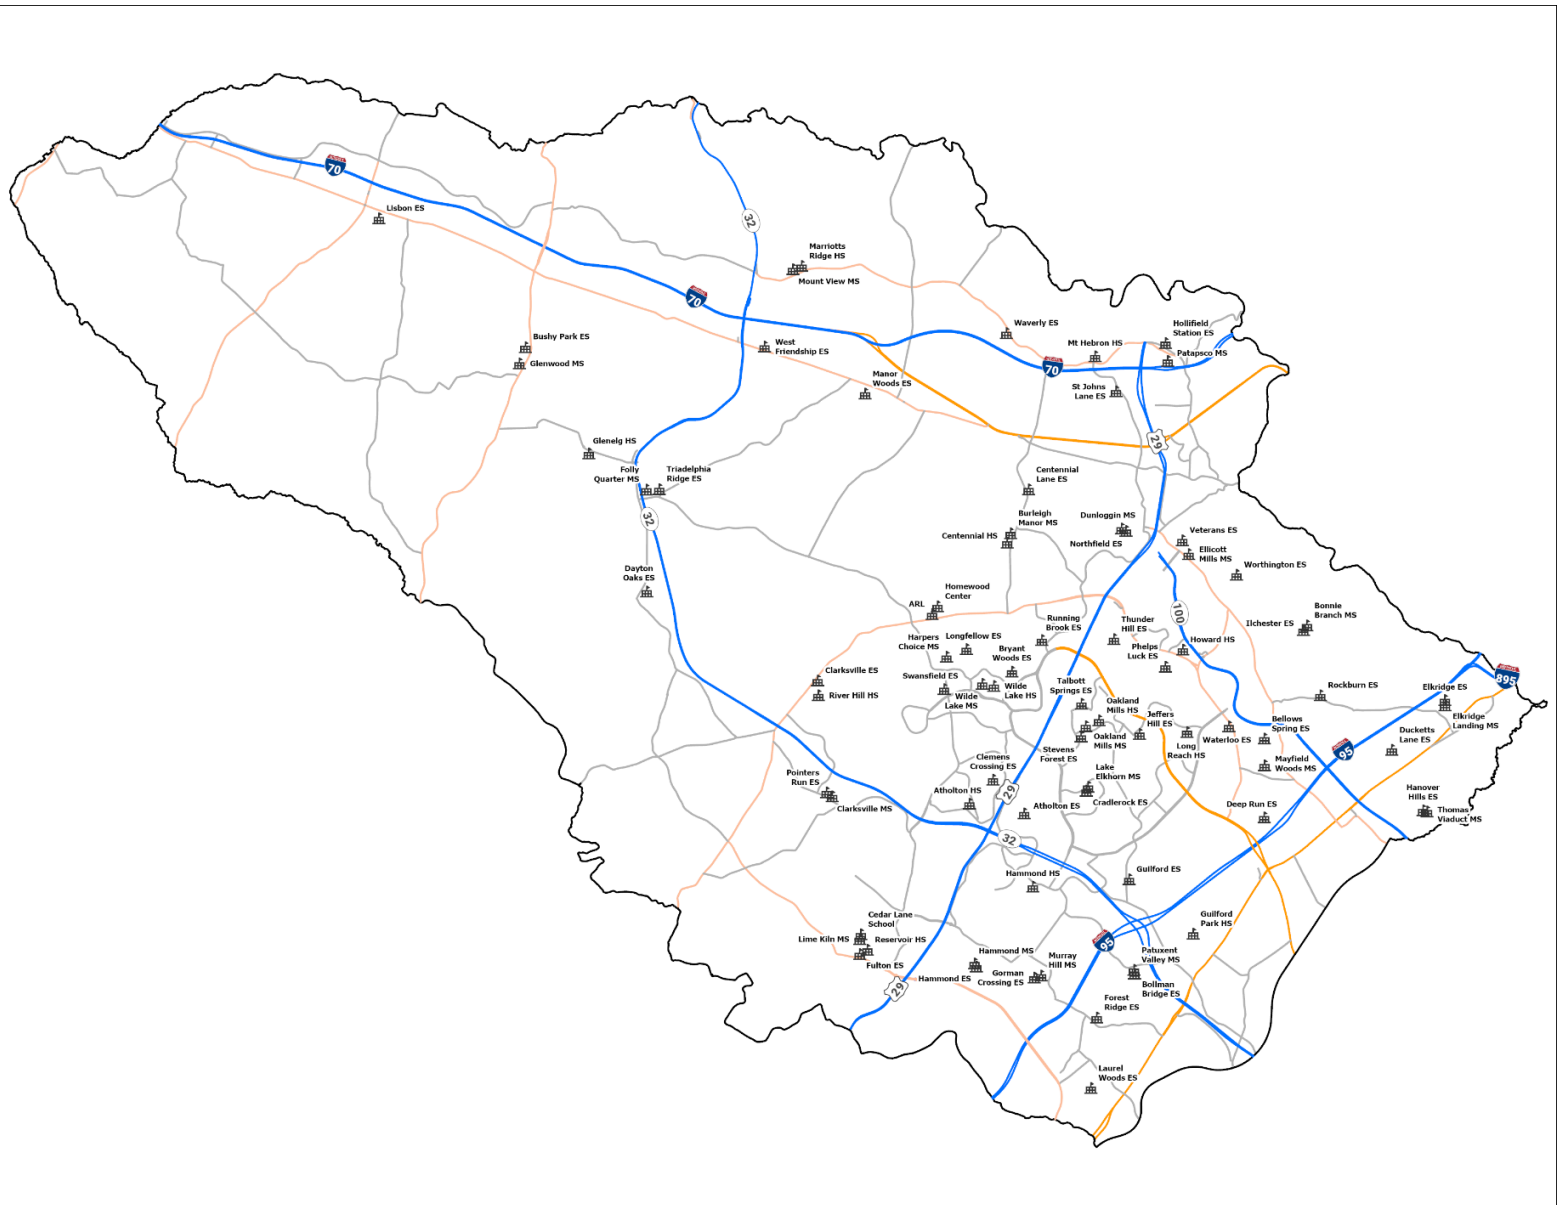 70
Lisbon ES
32
Marriotts
Ridge HS
Mount View MS
70
Bushy Park ES
Glenwood MS
West
Friendship ES
Manor
Woods ES
Waverly ES
Mt Hebron HS
Hollifield
Station ES
Patapsco MS
70
St Johns
Lane ES
29
Glenelg HS
Folly
Quarter MS
Triadelphia
Ridge ES
32
Centennial
Lane ES
Burleigh
Manor MS
Centennial HS
Dunloggin MS
Northfield ES
Veterans ES
Ellicott
Mills MS
Worthington ES
Dayton
Oaks ES
Homewood
Center
ARL
100
Bonnie
Branch MS
Ilchester ES
Running
Brook ES
Thunder
Hill ES
Howard HS
Phelps
Luck ES
Harpers
Choice MS
Longfellow ES
Bryant
Woods ES
Clarksville ES
River Hill HS
Swansfield ES
Wilde
Lake MS
Wilde
Lake HS
Talbott
Springs ES
Oakland
Mills HS
Oakland
Mills MS
Stevens
Forest ES
Jeffers
Hill ES
Long
Reach HS
Waterloo ES
Bellows
Spring ES
Mayfield
Woods MS
Rockburn ES
895
Elkridge ES
Elkridge
Landing MS
Ducketts
Lane ES
95
Hanover
Hills ES
Thomas
Viaduct MS
Deep Run ES
Pointers
Run ES
Clarksville MS
Clemens
Crossing ES
Atholton HS
29
Atholton ES
Lake
Elkhorn MS
Cradlerock ES
32
Hammond HS
Guilford ES
Guilford
Park HS
Cedar Lane
School
Lime Kiln MS
Reservoir HS
Fulton ES
29
Hammond MS
Hammond ES
Gorman
Crossing ES
Murray
Hill MS
95
Patuxent
Valley MS
Bollman
Bridge ES
Forest
Ridge ES
Laurel
Woods ES